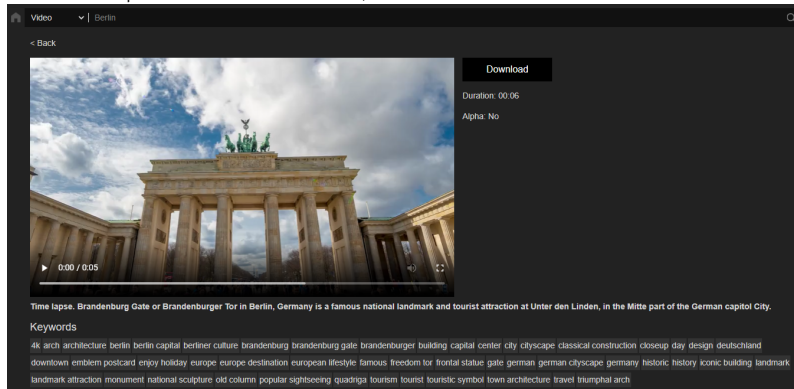 Video Berlin
< Back
Download
Duration: 00:06
Alpha: No
0:00 / 0:05
Time lapse. Brandenburg Gate or Brandenburger Tor in Berlin, Germany is a famous national landmark and tourist attraction at Unter den Linden, in the Mitte part of the German capitol City.
Keywords
4k arch architecture berlin berlin capital berliner culture brandenburg brandenburg gate brandenburger building capital center city cityscape classical construction closeup day design deutschland
downtown emblem postcard enjoy holiday europe europe destination european lifestyle famous freedom tor frontal statue gate german german cityscape germany historic history iconic building landmark
landmark attraction monument national sculpture old column popular sightseeing quadriga tourism tourist touristic symbol town architecture travel triumphal arch